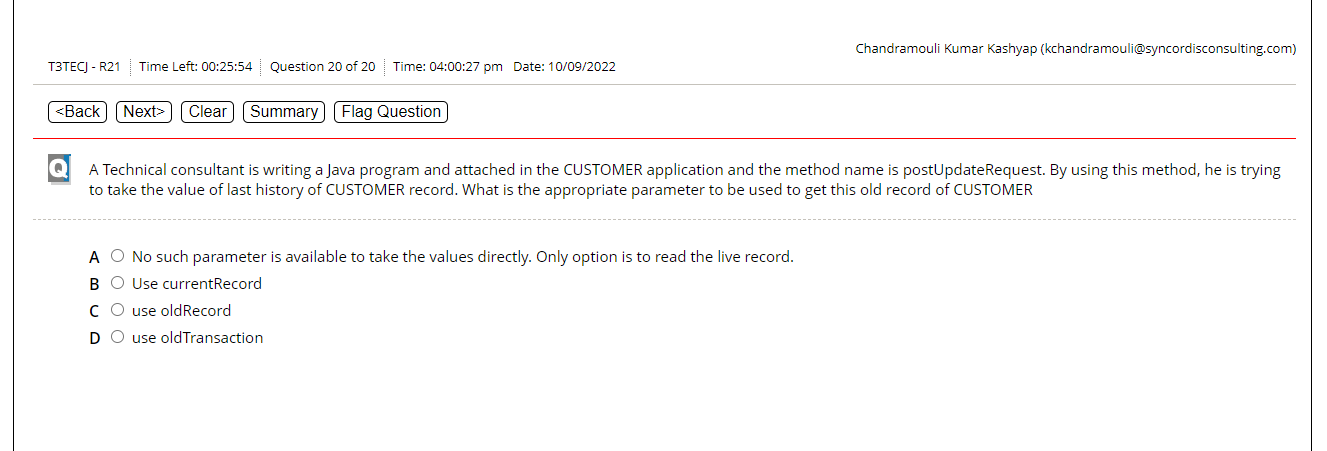 Chandramouli Kumar Kashyap (kchandramouli@syncordisconsulting.com)
T3TECJ - R21 Time Left: 00:25:54 Question 20 of 20 Time: 04:00:27 pm Date: 10/09/2022
<Back Next> Clear Summary Flag Question
Q A Technical consultant is writing a Java program and attached in the CUSTOMER application and the method name is postUpdateRequest. By using this method, he is trying
to take the value of last history of CUSTOMER record. What is the appropriate parameter to be used to get this old record of CUSTOMER
A No such parameter is available to take the values directly. Only option is to read the live record.
B Use currentRecord
C use oldRecord
D use oldTransaction